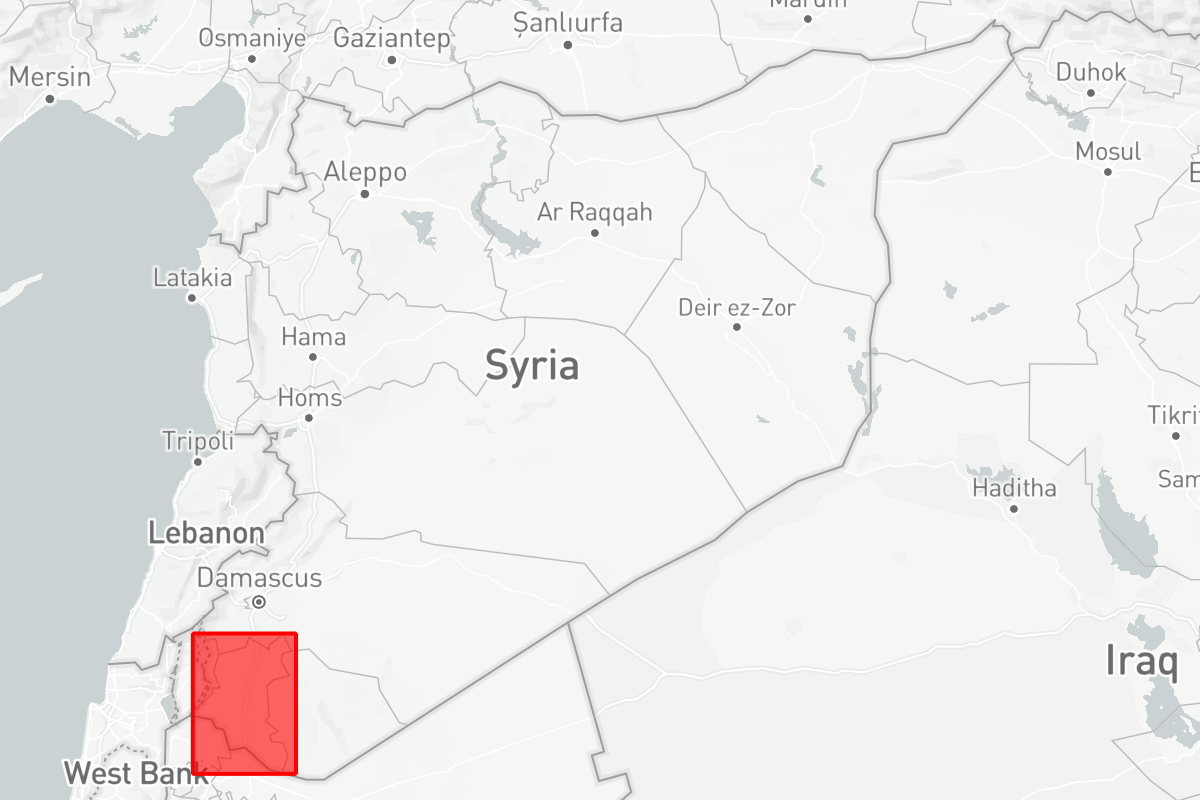 Mardin
Şanlıurfa
Osmaniye
Gaziantep
Mersin
Duhok
Mosul
Aleppo
Ar Raqqah
Latakia
Deir ez-Zor
Hama
Syria
Homs
Tripoli
Tikri
Sam
Haditha
Lebanon
Damascus
Iraq
West Bank